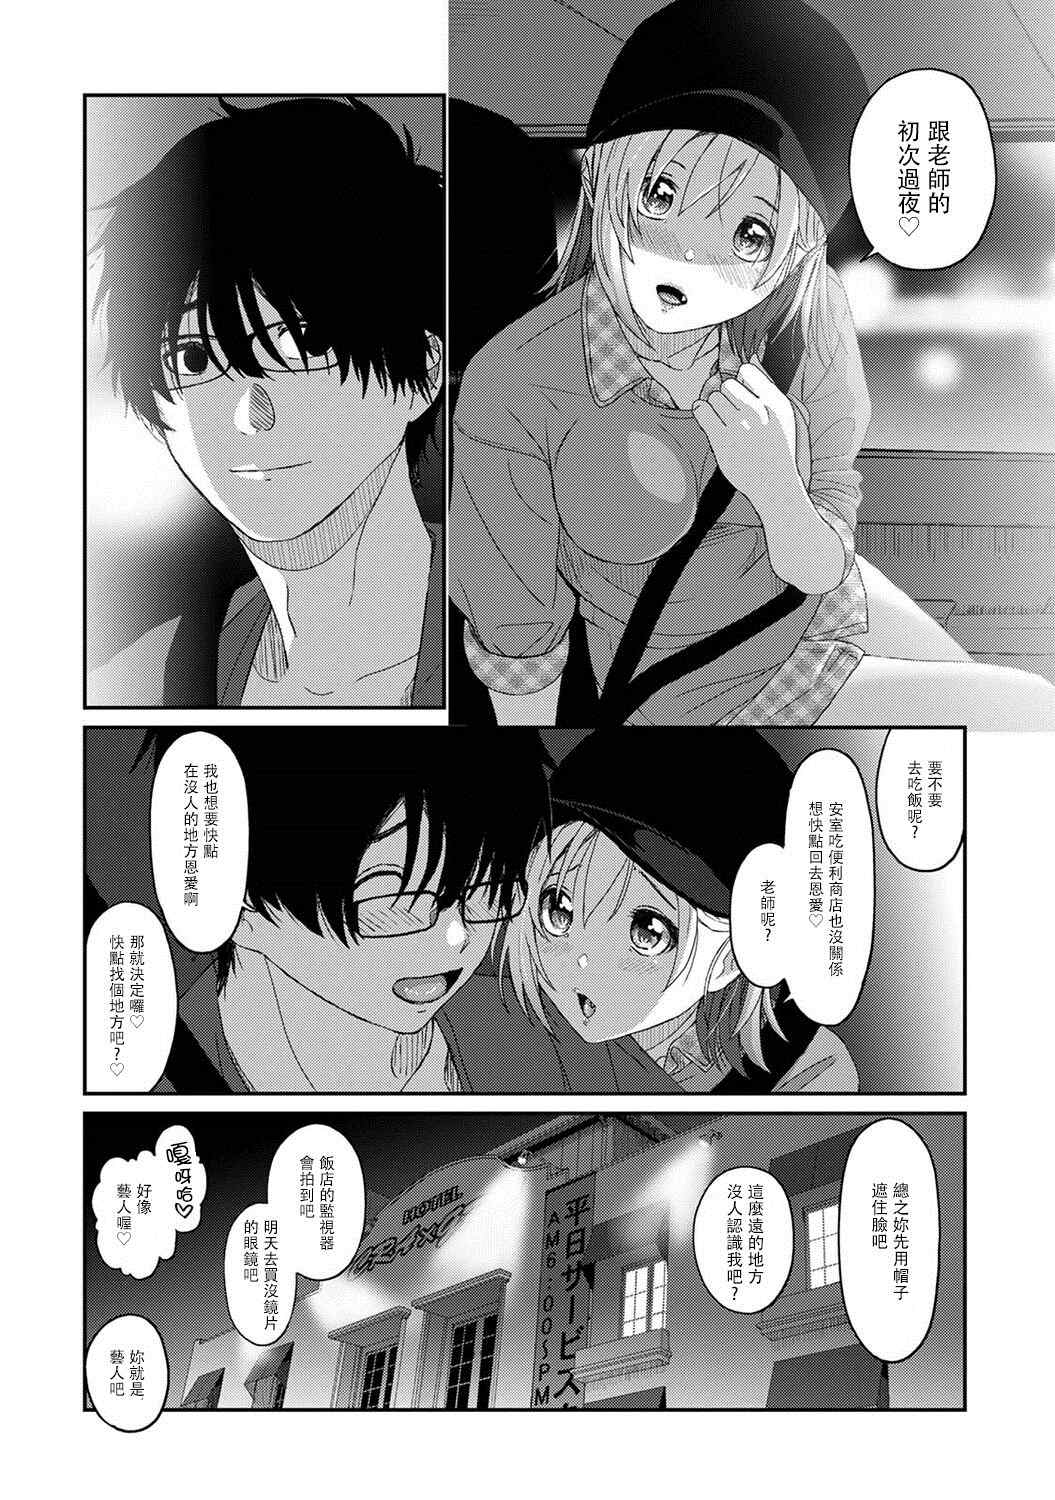 跟老師的
初次過夜♡
要不要
去吃飯呢?
安室吃便利商店也沒關係
想快點回去恩愛♡
老師呢?
我也想要快點
在沒人的地方恩愛啊
那就決定囉♡
快點找個地方吧?♡
總之妳先用帽子
遮住臉吧
這麼遠的地方
沒人認識我吧?
平日サービス
AM6:00~PM
HOTEL
飯店的監視器
會拍到吧
明天去買沒鏡片
的眼鏡吧
嘎呀哈♡
好像
藝人喔♡
妳就是
藝人吧